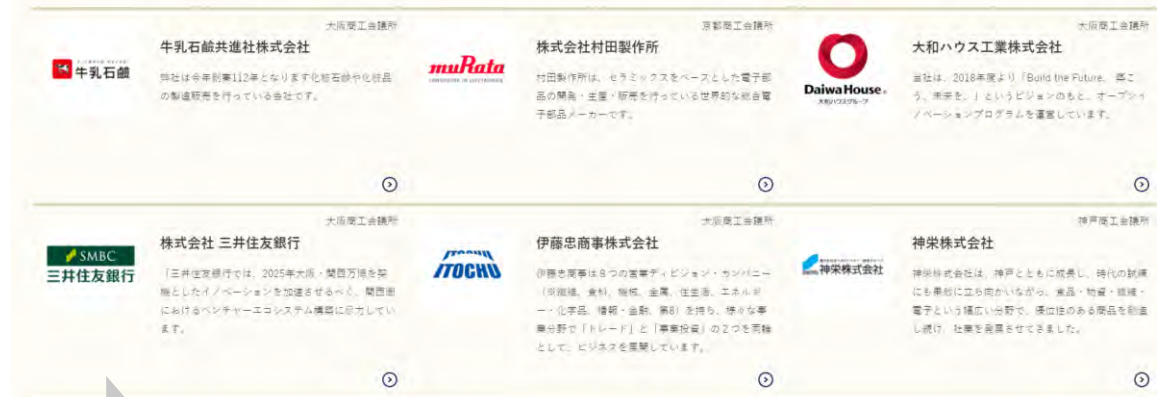 大阪商工会議所
牛乳石鹼
牛乳石鹼共進社株式会社
弊社は今年創業112年となります化粧石鹼や化粧品
の製造販売を行っている会社です。
京都商工会議所
muRata
INNOVATOR IN ELECTRONICS
株式会社村田製作所
村田製作所は、セラミックスをベースとした電子部
品の開発・生産・販売を行っている世界的な総合電
子部品メーカーです。
大阪商工会議所
Daiwa House®
大和ハウスグループ
大和ハウス工業株式会社
当社は、2018年度より「Build the Future、築こ
う、未来を。」というビジョンのもと、オープンイ
ノベーションプログラムを運営しています。
大阪商工会議所
SMBC
三井住友銀行
株式会社 三井住友銀行
「三井住友銀行では、2025年大阪・関西万博を契
機としたイノベーションを加速させるべく、関西圏
におけるベンチャーエコシステム構築に尽力してい
ます。
大阪商工会議所
ITOCHU
伊藤忠商事株式会社
伊藤忠商事は8つの営業ディビジョン・カンパニー
（※繊維、食料、機械、金属、住生活、エネルギ
ー・化学品、情報・金融、第8）を持ち、様々な事
業分野で「トレード」と「事業投資」の2つを両輪
として、ビジネスを展開しています。
神戸商工会議所
神栄株式会社
神栄株式会社
神栄株式会社は、神戸とともに成長し、時代の試練
にも果敢に立ち向かいながら、食品・物資・繊維・
電子という幅広い分野で、優位性のある商品を創造
し続け、社業を発展させてきました。